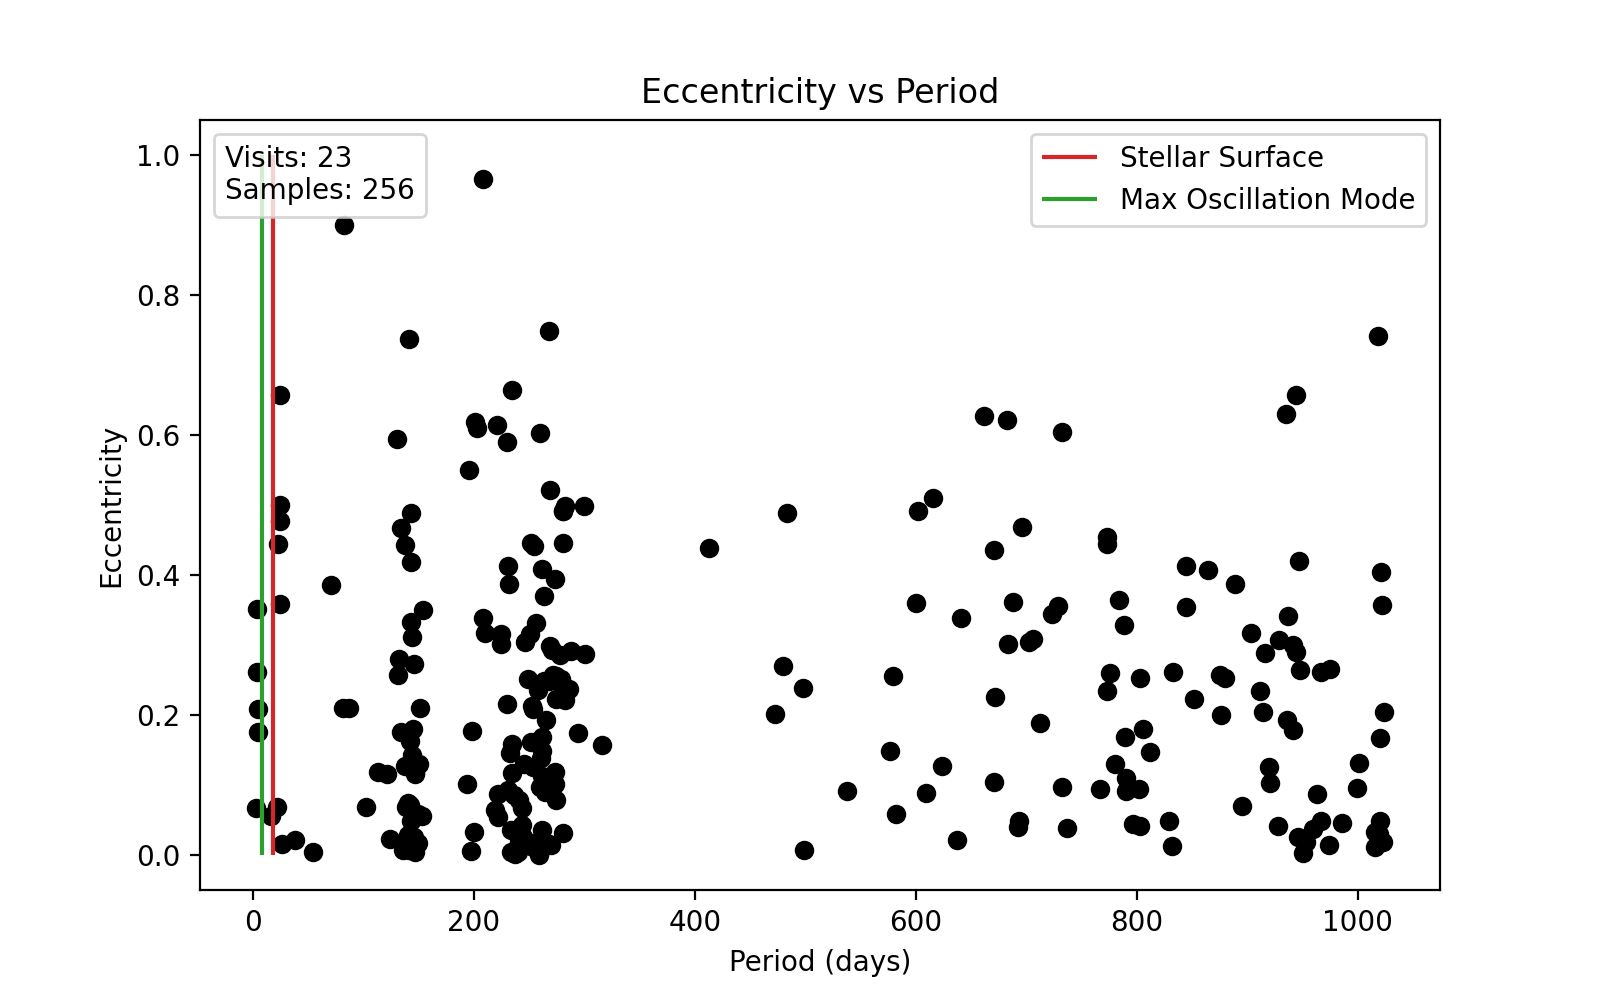 Eccentricity vs Period
Visits: 23
Samples: 256
Stellar Surface
Max Oscillation Mode
1.0
0.8
0.6
0.4
0.2
0.0
Eccentricity
0 200 400 600 800 1000
Period (days)